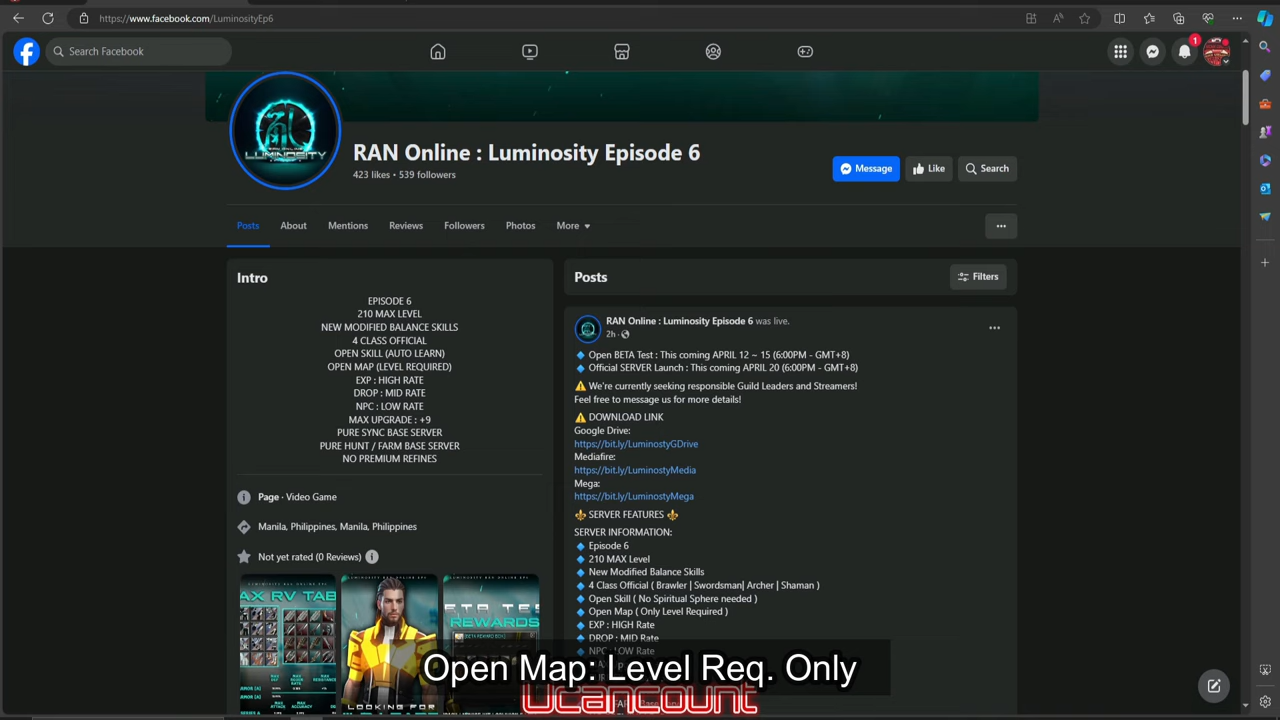 https://www.facebook.com/LuminosityEp6
Search Facebook
1
LUMINOSITY
RAN Online : Luminosity Episode 6
423 likes • 539 followers
Message
Like
Search
Posts
About
Mentions
Reviews
Followers
Photos
More
Intro
EPISODE 6
210 MAX LEVEL
NEW MODIFIED BALANCE SKILLS
4 CLASS OFFICIAL
OPEN SKILL (AUTO LEARN)
OPEN MAP (LEVEL REQUIRED)
EXP : HIGH RATE
DROP : MID RATE
NPC : LOW RATE
MAX UPGRADE : +9
PURE SYNC BASE SERVER
PURE HUNT / FARM BASE SERVER
NO PREMIUM REFINES
Page · Video Game
Manila, Philippines, Manila, Philippines
Not yet rated (0 Reviews)
LOOKING FOR
REWARDS
Posts
Filters
RAN Online : Luminosity Episode 6 was live.
2h ·
Open BETA Test : This coming APRIL 12 ~ 15 (6:00PM - GMT+8)
Official SERVER Launch : This coming APRIL 20 (6:00PM - GMT+8)
We're currently seeking responsible Guild Leaders and Streamers!
Feel free to message us for more details!
DOWNLOAD LINK
Google Drive:
https://bit.ly/LuminostyGDrive
Mediafire:
https://bit.ly/LuminostyMedia
Mega:
https://bit.ly/LuminostyMega
SERVER FEATURES
SERVER INFORMATION:
Episode 6
210 MAX Level
New Modified Balance Skills
4 Class Official ( Brawler | Swordsman| Archer | Shaman )
Open Skill ( No Spiritual Sphere needed )
Open Map ( Only Level Required )
EXP : HIGH Rate
DROP : MID Rate
NPC : LOW Rate
Open Map: Level Req. Only
Ucancount